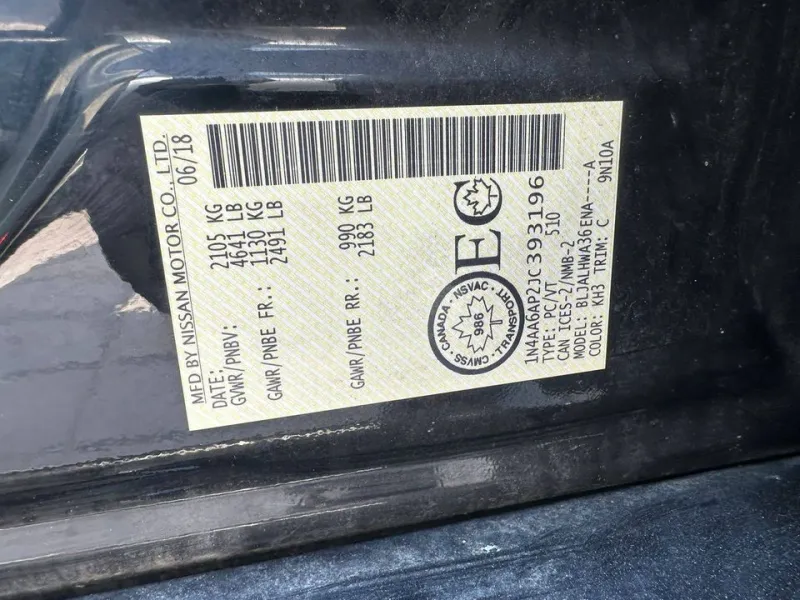 MFD BY NISSAN MOTOR CO., LTD.
DATE: 06/18
GVWR/PNBV: 2105 KG
4641 LB
GAWR/PNBE FR.: 1130 KG
2491 LB
GAWR/PNBE RR.: 990 KG
2183 LB
EC
CANADA · NSVAC · TRANSPORT · CMVSS
986
1N4AA6AP2JC393196
TYPE: PC/VT 510
CAN ICES-2/NMB-2
MODEL: BLJALHWA36ENA----A
COLOR: KH3 TRIM: C 9N10A